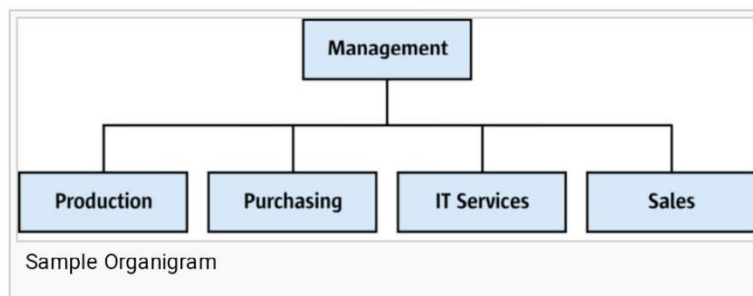 Management
Production Purchasing IT Services Sales
Sample Organigram